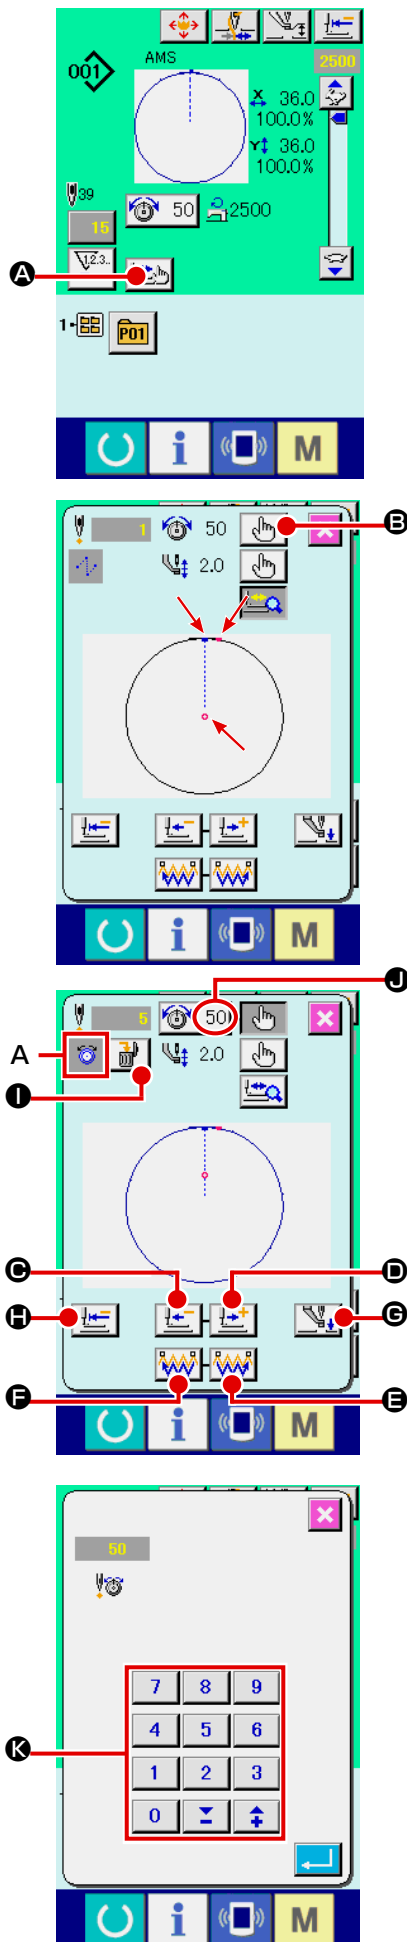 AMS
2500
001
X 36.0
100.0%
Y 36.0
100.0%
39
15
50 2500
1.2.3..
A
1
P01
i M
B
1 50
2.0
i M
J
5 50
A 2.0
I
C D
H G
F E
i M
50
7 8 9
4 5 6
K
1 2 3
0
i M